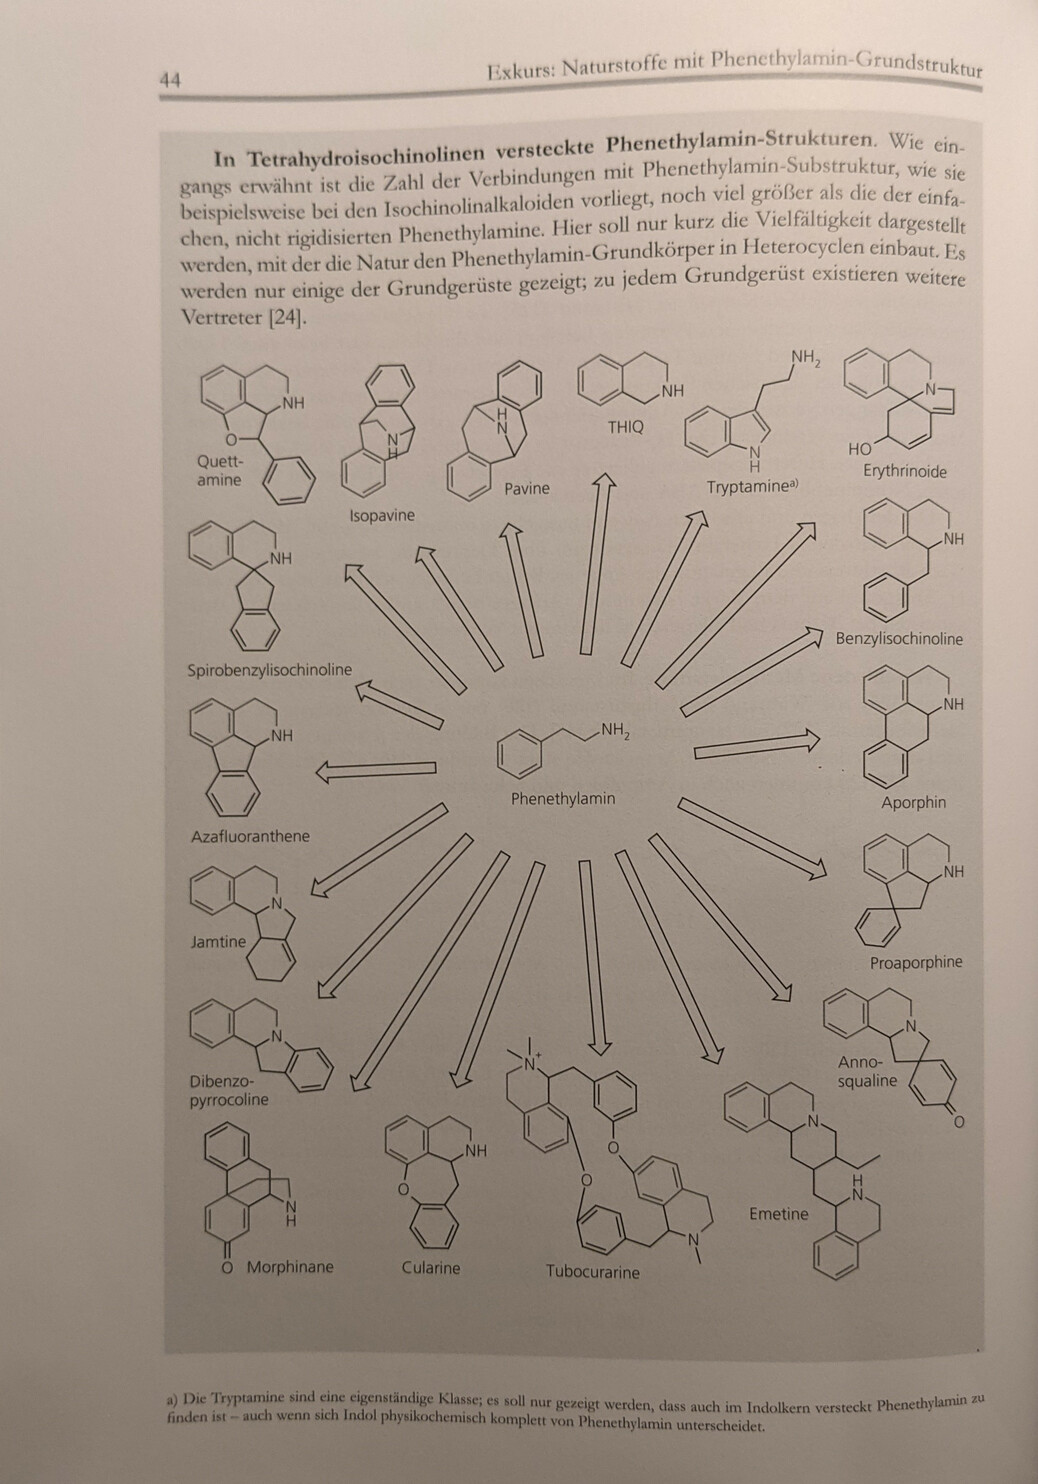 44
Exkurs: Naturstoffe mit Phenethylamin-Grundstruktur
In Tetrahydroisochinolinen versteckte Phenethylamin-Strukturen. Wie ein-
gangs erwähnt ist die Zahl der Verbindungen mit Phenethylamin-Substruktur, wie sie
beispielsweise bei den Isochinolinalkaloiden vorliegt, noch viel größer als die der einfa-
chen, nicht rigidisierten Phenethylamine. Hier soll nur kurz die Vielfältigkeit dargestellt
werden, mit der die Natur den Phenethylamin-Grundkörper in Heterocyclen einbaut. Es
werden nur einige der Grundgerüste gezeigt; zu jedem Grundgerüst existieren weitere
Vertreter [24].
NH
O
Quett-
amine
N
H
Isopavine
H
N
Pavine
NH
THIQ
NH2
N
H
Tryptamine a)
N
HO
Erythrinoide
NH
Spirobenzylisochinoline
NH
Benzylisochinoline
NH
Azafluoranthene
NH2
Phenethylamin
NH
Aporphin
N
Jamtine
NH
Proaporphine
N
Dibenzo-
pyrrocoline
N
Anno-
squaline
O
N
H
O
Morphinane
NH
O
Cularine
N+
O
O
N
Tubocurarine
N
H
N
Emetine
a) Die Tryptamine sind eine eigenständige Klasse; es soll nur gezeigt werden, dass auch im Indolkern versteckt Phenethylamin zu
finden ist – auch wenn sich Indol physikochemisch komplett von Phenethylamin unterscheidet.